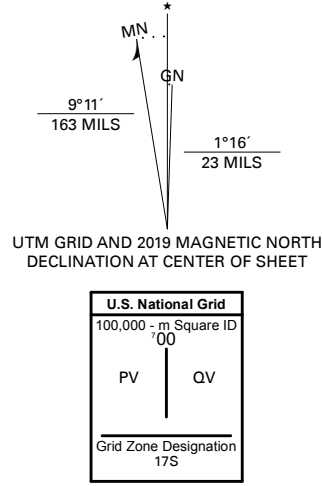 ★
MN
GN
9°11´
163 MILS
1°16´
23 MILS
UTM GRID AND 2019 MAGNETIC NORTH
DECLINATION AT CENTER OF SHEET
U.S. National Grid
100,000 - m Square ID
⁷00
PV QV
Grid Zone Designation
17S